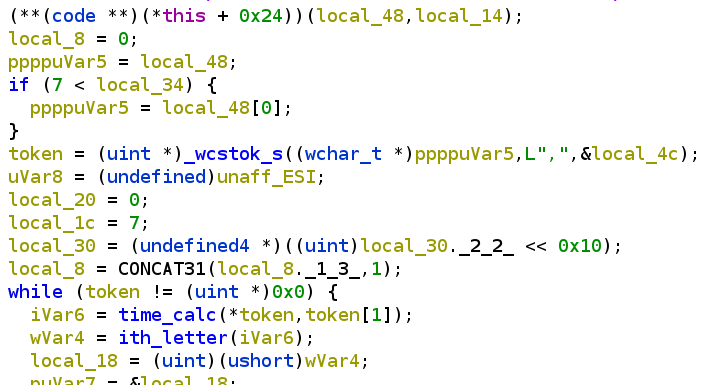 (**(code **)(*this + 0x24))(local_48,local_14);
local_8 = 0;
ppppuVar5 = local_48;
if (7 < local_34) {
ppppuVar5 = local_48[0];
}
token = (uint *)_wcstok_s((wchar_t *)ppppuVar5,L",",&local_4c);
uVar8 = (undefined)unaff_ESI;
local_20 = 0;
local_1c = 7;
local_30 = (undefined4 *)((uint)local_30._2_2_ << 0x10);
local_8 = CONCAT31(local_8._1_3_,1);
while (token != (uint *)0x0) {
iVar6 = time_calc(*token,token[1]);
wVar4 = ith_letter(iVar6);
local_18 = (uint)(ushort)wVar4;
puVar7 = &local_18;